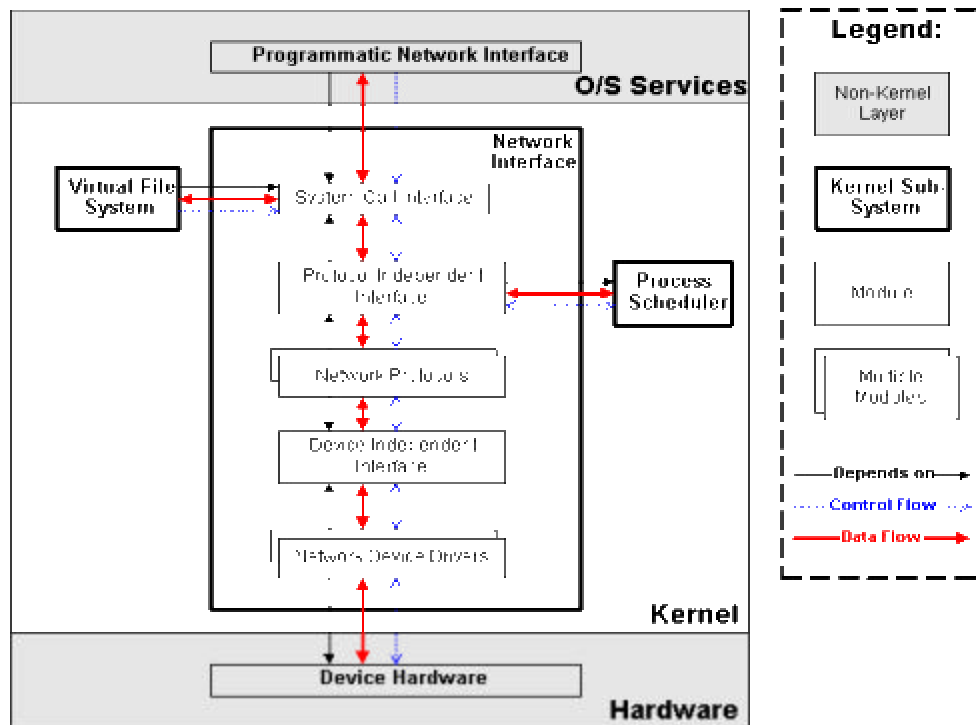 Programmatic Network Interface
O/S Services
Network
Interface
Virtual File
System
System Call Interface
Protocol Independent
Interface
Process
Scheduler
Network Protocols
Device Independent
Interface
Network Device Drivers
Kernel
Device Hardware
Hardware
Legend:
Non-Kernel
Layer
Kernel Sub-
System
Module
Multiple
Modules
Depends on
Control Flow
Data Flow